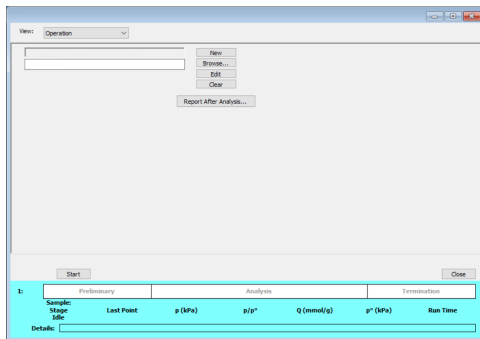 View: Operation
New
Browse...
Edit
Clear
Report After Analysis...
Start Close
1: Preliminary Analysis Termination
Sample:
Stage Last Point p (kPa) p/p° Q (mmol/g) p° (kPa) Run Time
Idle
Details: